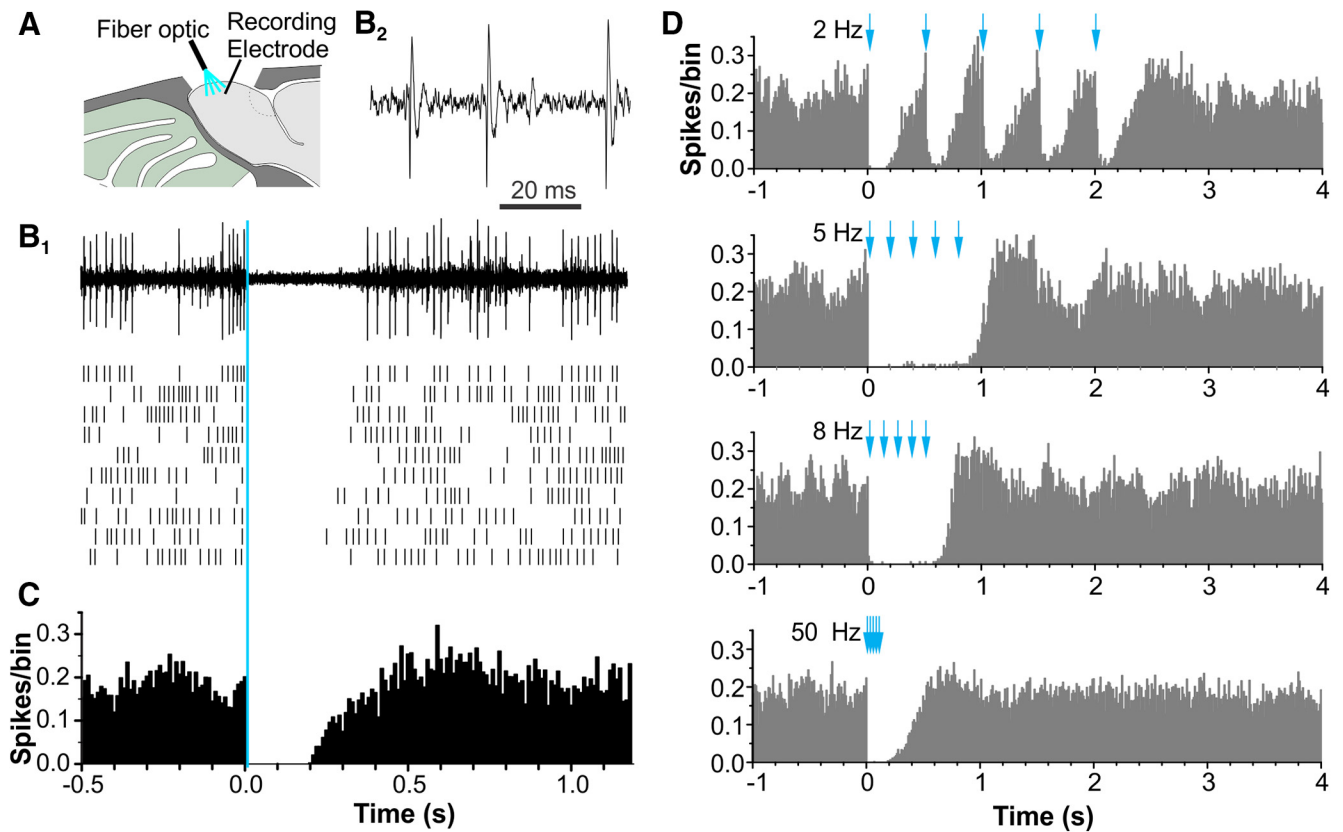 A
Fiber optic
Recording
Electrode
B2
20 ms
B1
C
Spikes/bin
0.3
0.2
0.1
0.0
-0.5 0.0 0.5 1.0
Time (s)
D
Spikes/bin
2 Hz
0.3
0.2
0.1
0.0
-1 0 1 2 3 4
5 Hz
0.3
0.2
0.1
0.0
-1 0 1 2 3 4
8 Hz
0.3
0.2
0.1
0.0
-1 0 1 2 3 4
50 Hz
0.3
0.2
0.1
0.0
-1 0 1 2 3 4
Time (s)